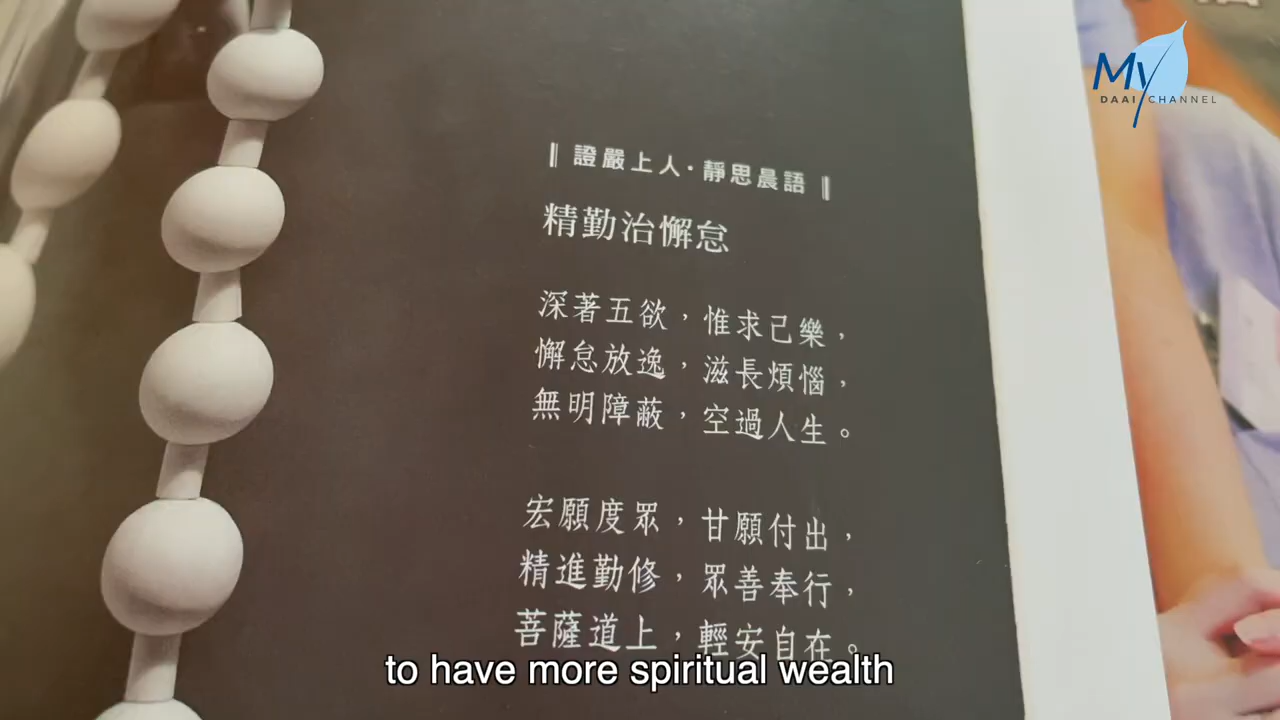 My
DAAI CHANNEL
‖ 證嚴上人·靜思晨語 ‖
精勤治懈怠
深著五欲，惟求己樂，
懈怠放逸，滋長煩惱，
無明障蔽，空過人生。
宏願度眾，甘願付出，
精進勤修，眾善奉行，
菩薩道上，輕安自在。
to have more spiritual wealth